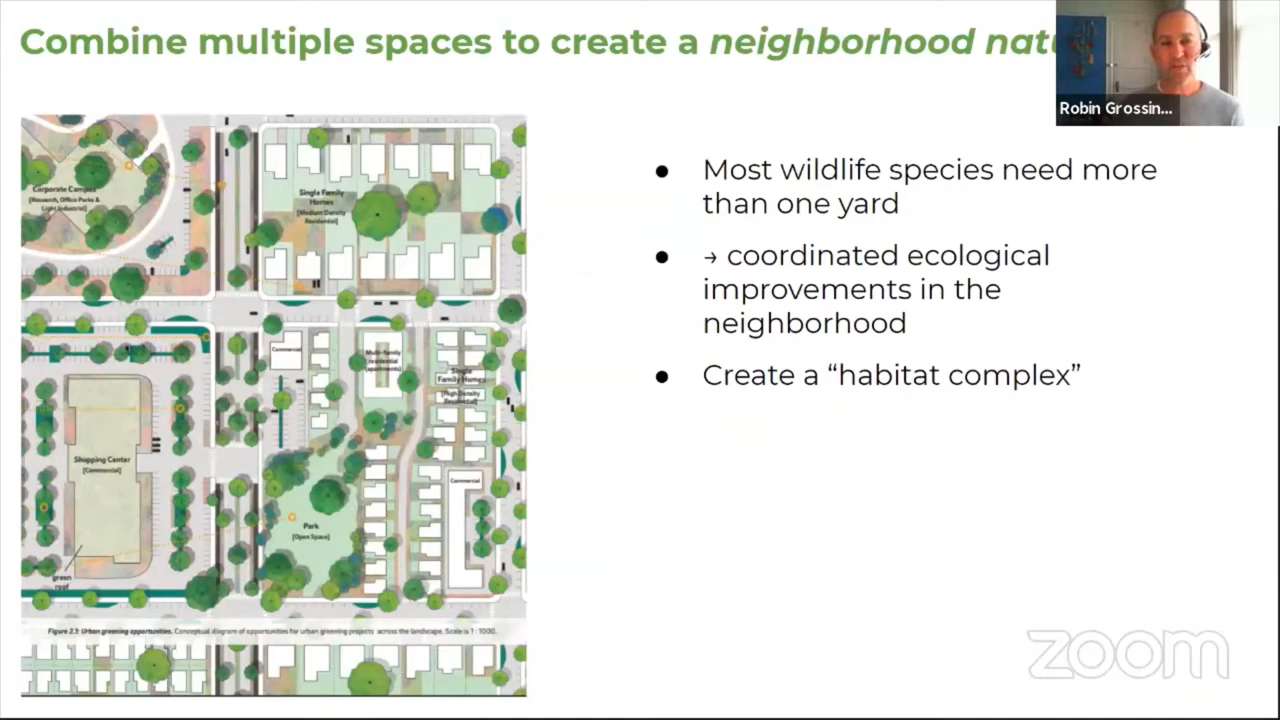 Combine multiple spaces to create a neighborhood
Robin Grossin...
● Most wildlife species need more
than one yard
● → coordinated ecological
improvements in the
neighborhood
● Create a “habitat complex”
Corporate Campus
[Research, Office Parks &
Light Industrial]
Single Family
Homes
[Medium Density
Residential]
Commercial
Multi-family
residential
(apartments)
Single
Family Homes
[High Density
Residential]
Shopping Center
[Commercial]
Commercial
Park
[Open Space]
green
roof
Figure 2.1: Urban greening opportunities. Conceptual diagram of opportunities for urban greening projects across the landscape. Scale is 1 : 1000.
zoom